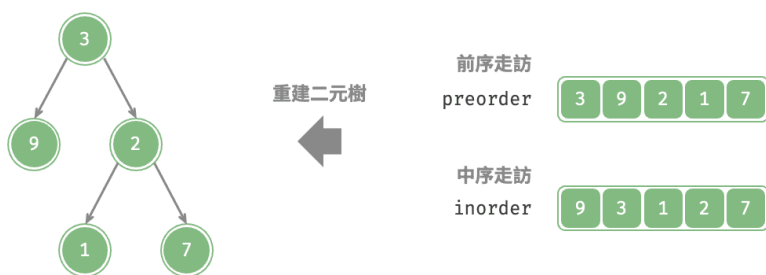 3
9
2
1
7
重建二元樹
前序走訪
preorder 3 9 2 1 7
中序走訪
inorder 9 3 1 2 7